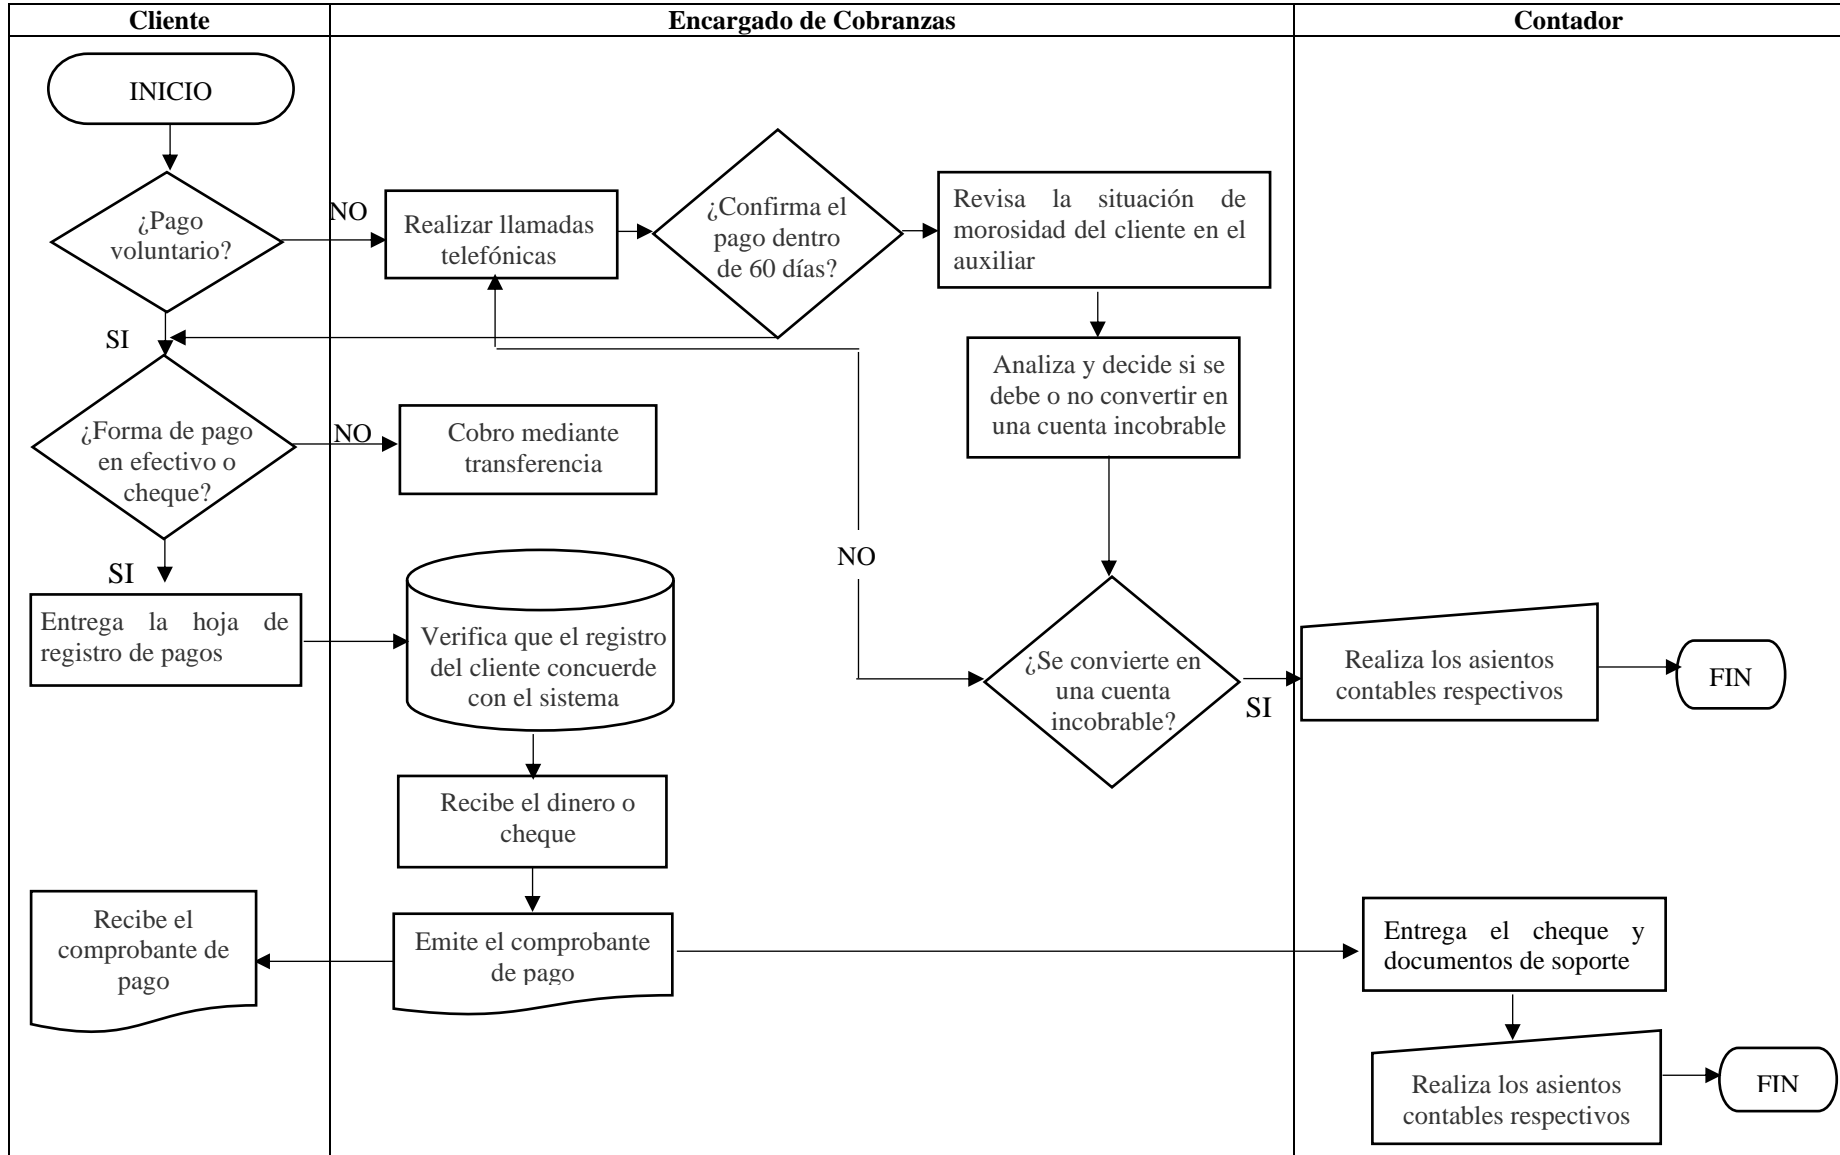 Cliente
Encargado de Cobranzas
Contador
INICIO
¿Pago
voluntario?
NO
Realizar llamadas
telefónicas
¿Confirma el
pago dentro
de 60 días?
Revisa la situación de
morosidad del cliente en el
auxiliar
SI
Analiza y decide si se
debe o no convertir en
una cuenta incobrable
¿Forma de pago
en efectivo o
cheque?
NO
Cobro mediante
transferencia
NO
SI
Entrega la hoja de
registro de pagos
Verifica que el registro
del cliente concuerde
con el sistema
¿Se convierte en
una cuenta
incobrable?
SI
Realiza los asientos
contables respectivos
FIN
Recibe el dinero o
cheque
Recibe el
comprobante de
pago
Emite el comprobante
de pago
Entrega el cheque y
documentos de soporte
Realiza los asientos
contables respectivos
FIN